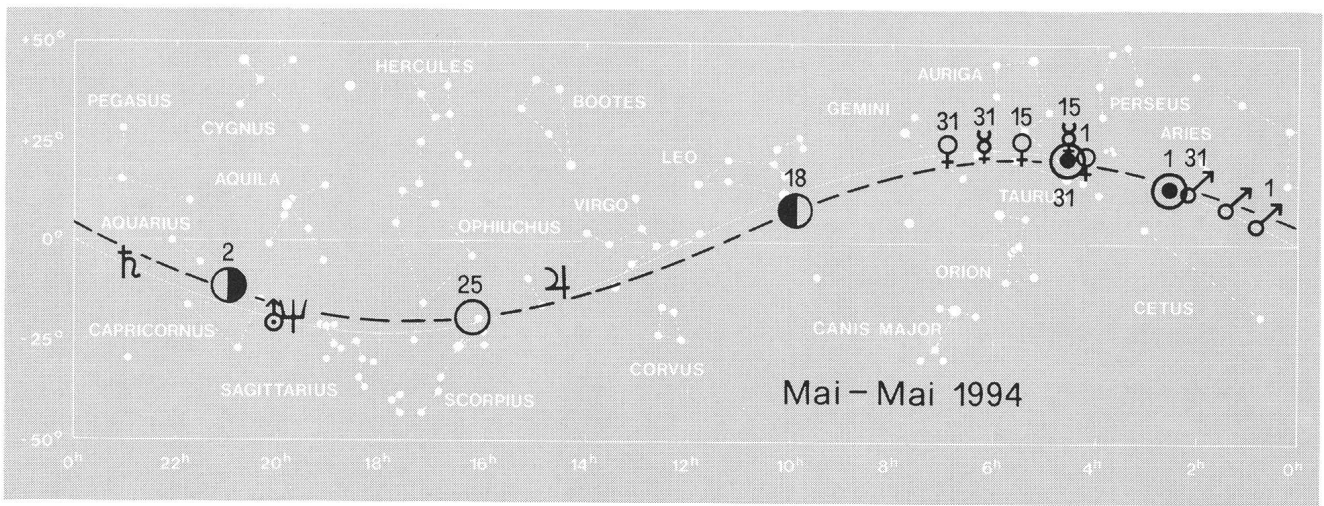 +50°
HERCULES
AURIGA
PEGASUS
BOOTES
GEMINI
PERSEUS
CYGNUS
31
31
15
15
1
ARIES
+25°
LEO
AQUILA
18
1
31
1
TAURUS
31
VIRGO
AQUARIUS
OPHIUCHUS
0°
2
25
ORION
CAPRICORNUS
CANIS MAJOR
CETUS
-25°
CORVUS
SAGITTARIUS
SCORPIUS
Mai – Mai 1994
-50°
0h 22h 20h 18h 16h 14h 12h 10h 8h 6h 4h 2h 0h